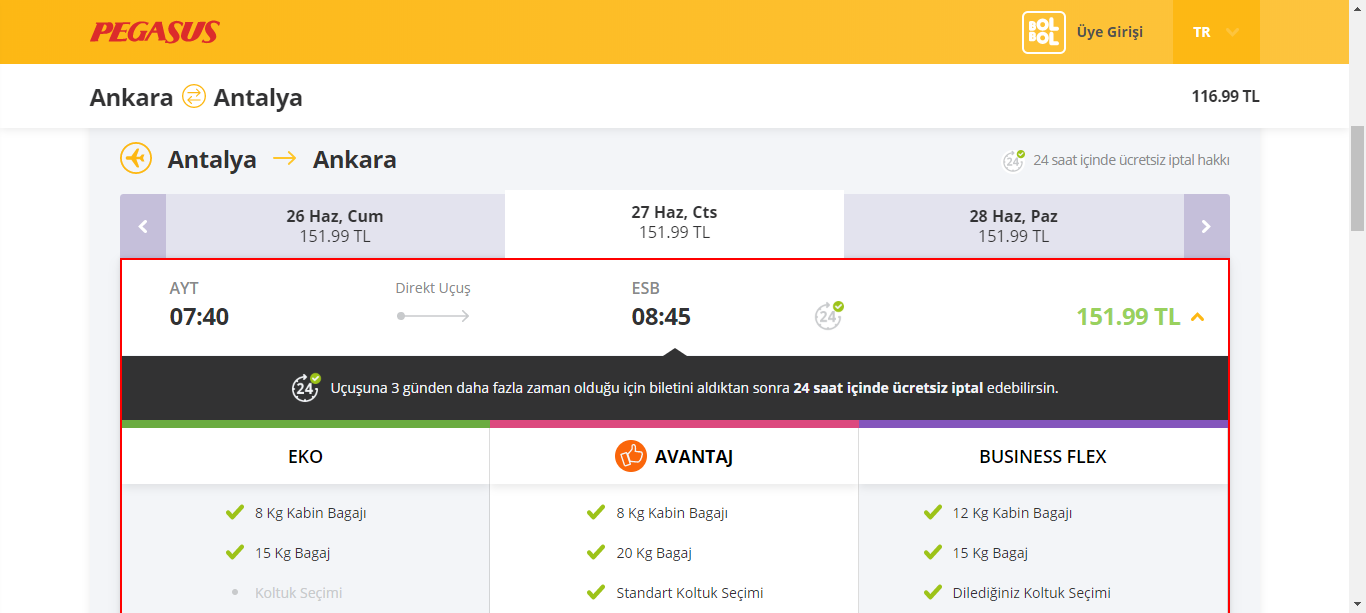 PEGASUS
BOL BOL
Üye Girişi
TR
Ankara Antalya
116.99 TL
Antalya Ankara
24 saat içinde ücretsiz iptal hakkı
24
26 Haz, Cum
151.99 TL
27 Haz, Cts
151.99 TL
28 Haz, Paz
151.99 TL
AYT
Direkt Uçuş
ESB
07:40
08:45
24
151.99 TL
24
Uçuşuna 3 günden daha fazla zaman olduğu için biletini aldıktan sonra 24 saat içinde ücretsiz iptal edebilirsin.
EKO
AVANTAJ
BUSINESS FLEX
8 Kg Kabin Bagajı
8 Kg Kabin Bagajı
12 Kg Kabin Bagajı
15 Kg Bagaj
20 Kg Bagaj
15 Kg Bagaj
Koltuk Seçimi
Standart Koltuk Seçimi
Dilediğiniz Koltuk Seçimi